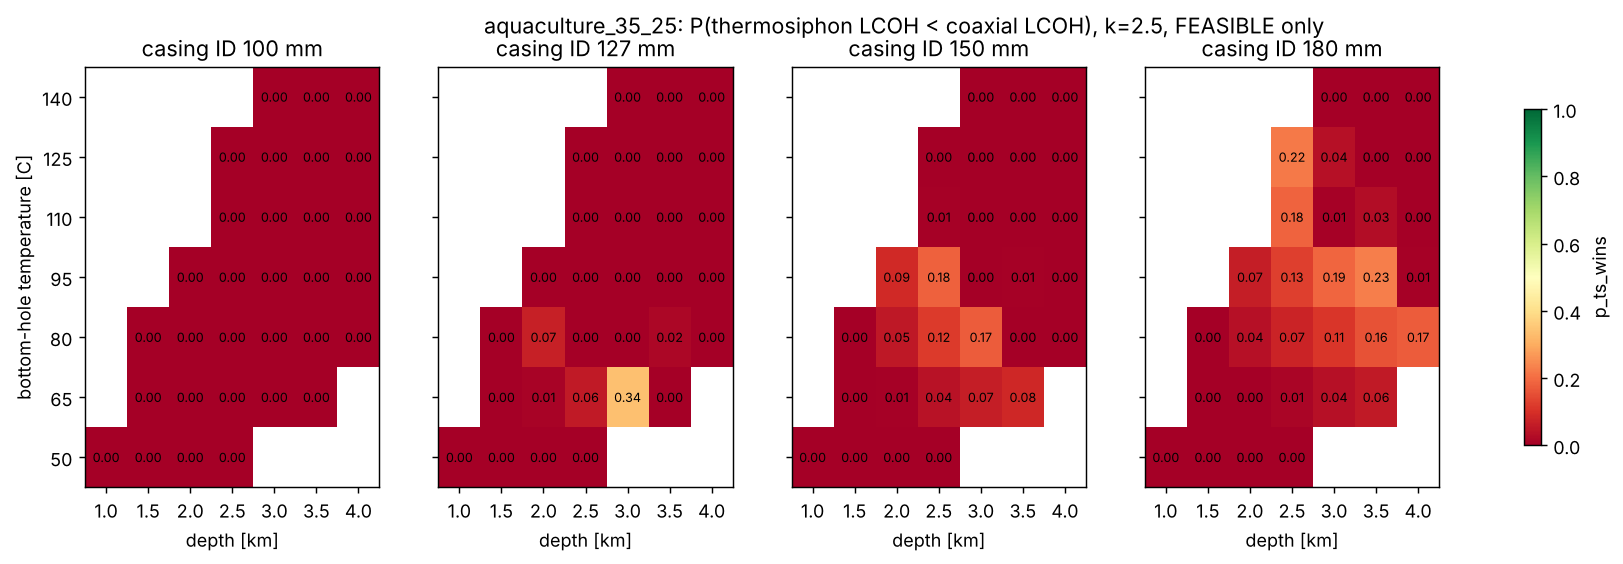 aquaculture_35_25: P(thermosiphon LCOH < coaxial LCOH), k=2.5, FEASIBLE only
casing ID 100 mm casing ID 127 mm casing ID 150 mm casing ID 180 mm
140 0.00 0.00 0.00 0.00 0.00 0.00 0.00 0.00 0.00 0.00 0.00 0.00
125 0.00 0.00 0.00 0.00 0.00 0.00 0.00 0.00 0.00 0.00 0.00 0.00 0.22 0.04 0.00 0.00
110 0.00 0.00 0.00 0.00 0.00 0.00 0.00 0.00 0.01 0.00 0.00 0.00 0.18 0.01 0.03 0.00
95 0.00 0.00 0.00 0.00 0.00 0.00 0.00 0.00 0.00 0.00 0.09 0.18 0.00 0.01 0.00 0.07 0.13 0.19 0.23 0.01
80 0.00 0.00 0.00 0.00 0.00 0.00 0.00 0.07 0.00 0.00 0.02 0.00 0.00 0.05 0.12 0.17 0.00 0.00 0.00 0.04 0.07 0.11 0.16 0.17
65 0.00 0.00 0.00 0.00 0.00 0.00 0.01 0.06 0.34 0.00 0.00 0.01 0.04 0.07 0.08 0.00 0.00 0.01 0.04 0.06
50 0.00 0.00 0.00 0.00 0.00 0.00 0.00 0.00 0.00 0.00 0.00 0.00 0.00 0.00 0.00 0.00
1.0 1.5 2.0 2.5 3.0 3.5 4.0 1.0 1.5 2.0 2.5 3.0 3.5 4.0 1.0 1.5 2.0 2.5 3.0 3.5 4.0 1.0 1.5 2.0 2.5 3.0 3.5 4.0
depth [km] depth [km] depth [km] depth [km]
bottom-hole temperature [C]
1.0
0.8
0.6
0.4
0.2
0.0
p_ts_wins